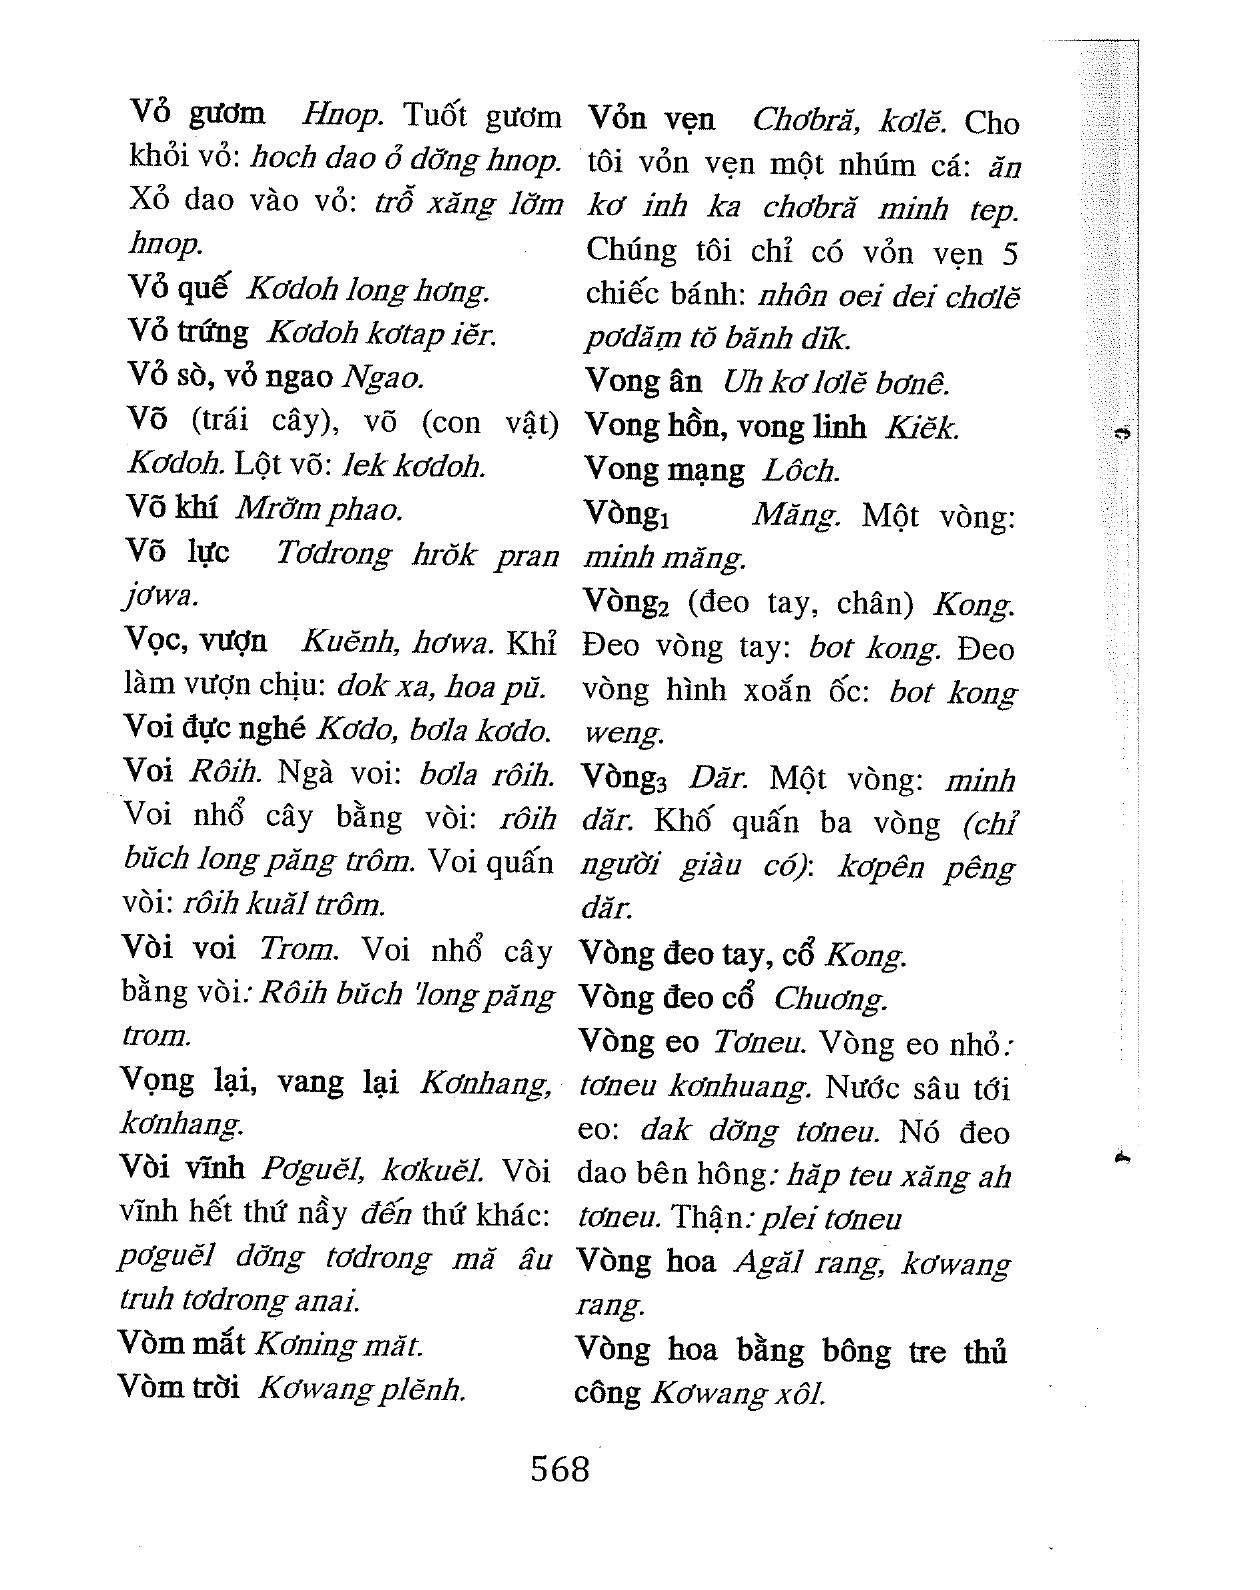 Vỏ gươm Hnop. Tuốt gươm
khỏi vỏ: hoch dao ỏ dơ̆ng hnop.
Xỏ dao vào vỏ: trỗ xăng lơ̆m
hnop.
Vỏ quế Kơdoh long hơng.
Vỏ trứng Kơdoh kơtap iĕr.
Vỏ sò, vỏ ngao Ngao.
Võ (trái cây), võ (con vật)
Kơdoh. Lột võ: lek kơdoh.
Võ khí Mrơ̆m phao.
Võ lực Tơdrong hrŏk pran
jơwa.
Vọc, vượn Kuĕnh, hơwa. Khỉ
làm vượn chịu: dok xa, hoa pŭ.
Voi đực nghé Kơdo, bơla kơdo.
Voi Rôih. Ngà voi: bơla rôih.
Voi nhổ cây bằng vòi: rôih
bŭch long păng trôm. Voi quấn
vòi: rôih kuăl trôm.
Vòi voi Trom. Voi nhổ cây
bằng vòi: Rôih bŭch 'long păng
trom.
Vọng lại, vang lại Kơnhang,
kơnhang.
Vòi vĩnh Pơguĕl, kơkuĕl. Vòi
vĩnh hết thứ nầy đến thứ khác:
pơguĕl dơ̆ng tơdrong mă âu
truh tơdrong anai.
Vòm mắt Kơning măt.
Vòm trời Kơwang plĕnh.
Vỏn vẹn Chơbră, kơlĕ. Cho
tôi vỏn vẹn một nhúm cá: ăn
kơ inh ka chơbră minh tep.
Chúng tôi chỉ có vỏn vẹn 5
chiếc bánh: nhôn oei dei chơlĕ
pơdăm tŏ bănh dĭk.
Vong ân Uh kơ lơlĕ bơnê.
Vong hồn, vong linh Kiĕk.
Vong mạng Lôch.
Vòng₁ Măng. Một vòng:
minh măng.
Vòng₂ (đeo tay, chân) Kong.
Đeo vòng tay: bot kong. Đeo
vòng hình xoắn ốc: bot kong
weng.
Vòng₃ Dăr. Một vòng: minh
dăr. Khố quấn ba vòng (chỉ
người giàu có): kơpên pêng
dăr.
Vòng đeo tay, cổ Kong.
Vòng đeo cổ Chuơng.
Vòng eo Tơneu. Vòng eo nhỏ:
tơneu kơnhuang. Nước sâu tới
eo: dak dơ̆ng tơneu. Nó đeo
dao bên hông: hăp teu xăng ah
tơneu. Thận: plei tơneu
Vòng hoa Agăl rang, kơwang
rang.
Vòng hoa bằng bông tre thủ
công Kơwang xôl.
568